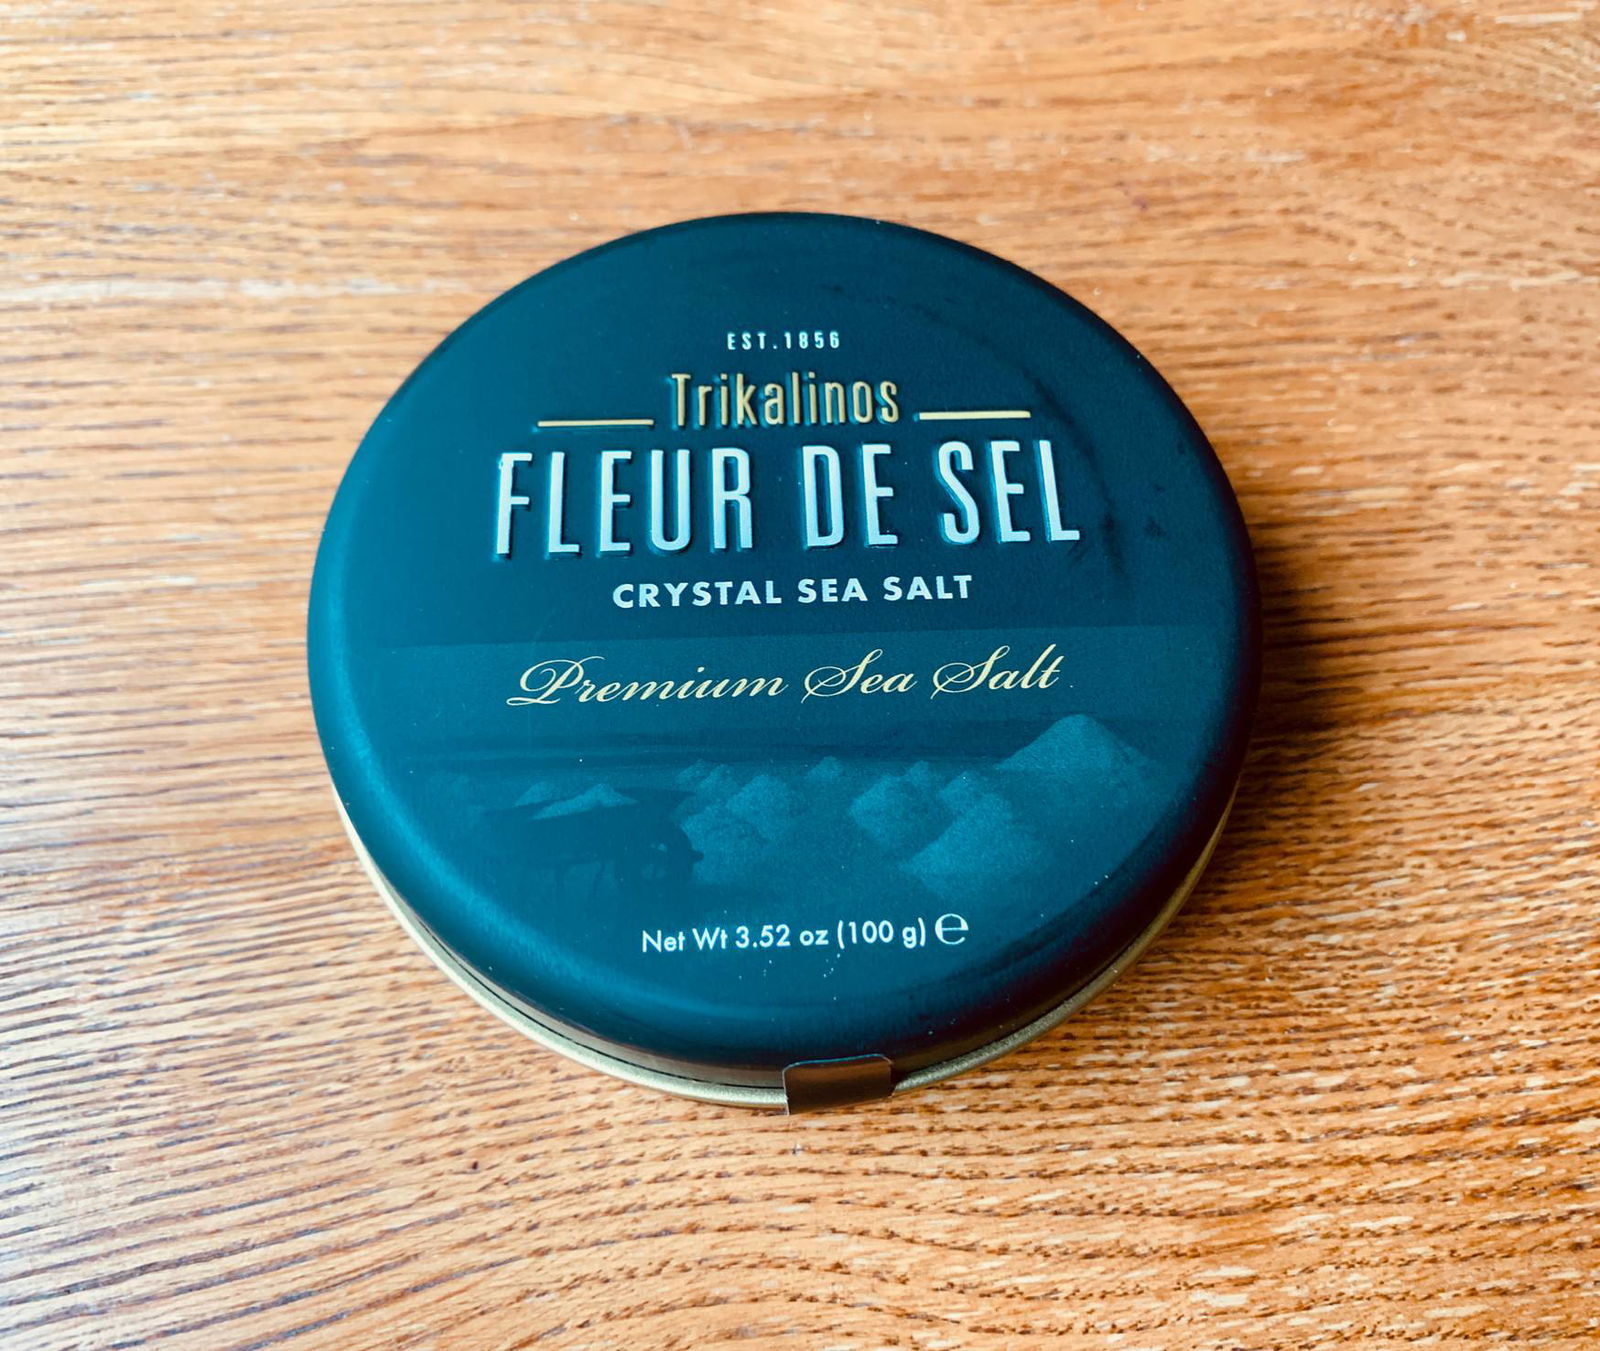 EST.1856
Trikalinos
FLEUR DE SEL
CRYSTAL SEA SALT
Premium Sea Salt
Net Wt 3.52 oz (100 g) ℮